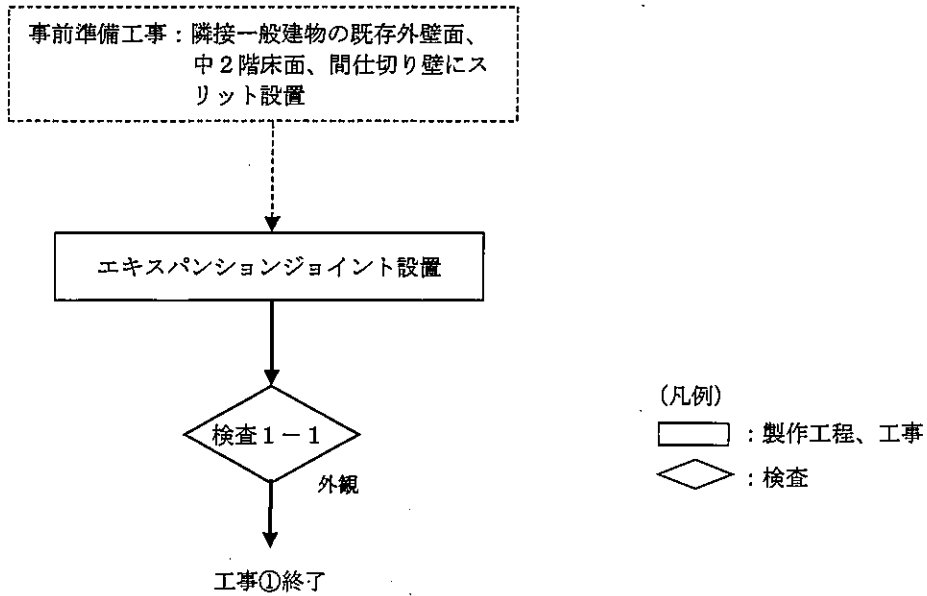 事前準備工事：隣接一般建物の既存外壁面、
中２階床面、間仕切り壁にス
リット設置
エキスパンションジョイント設置
検査１－１
外観
工事①終了
(凡例)
：製作工程、工事
：検査